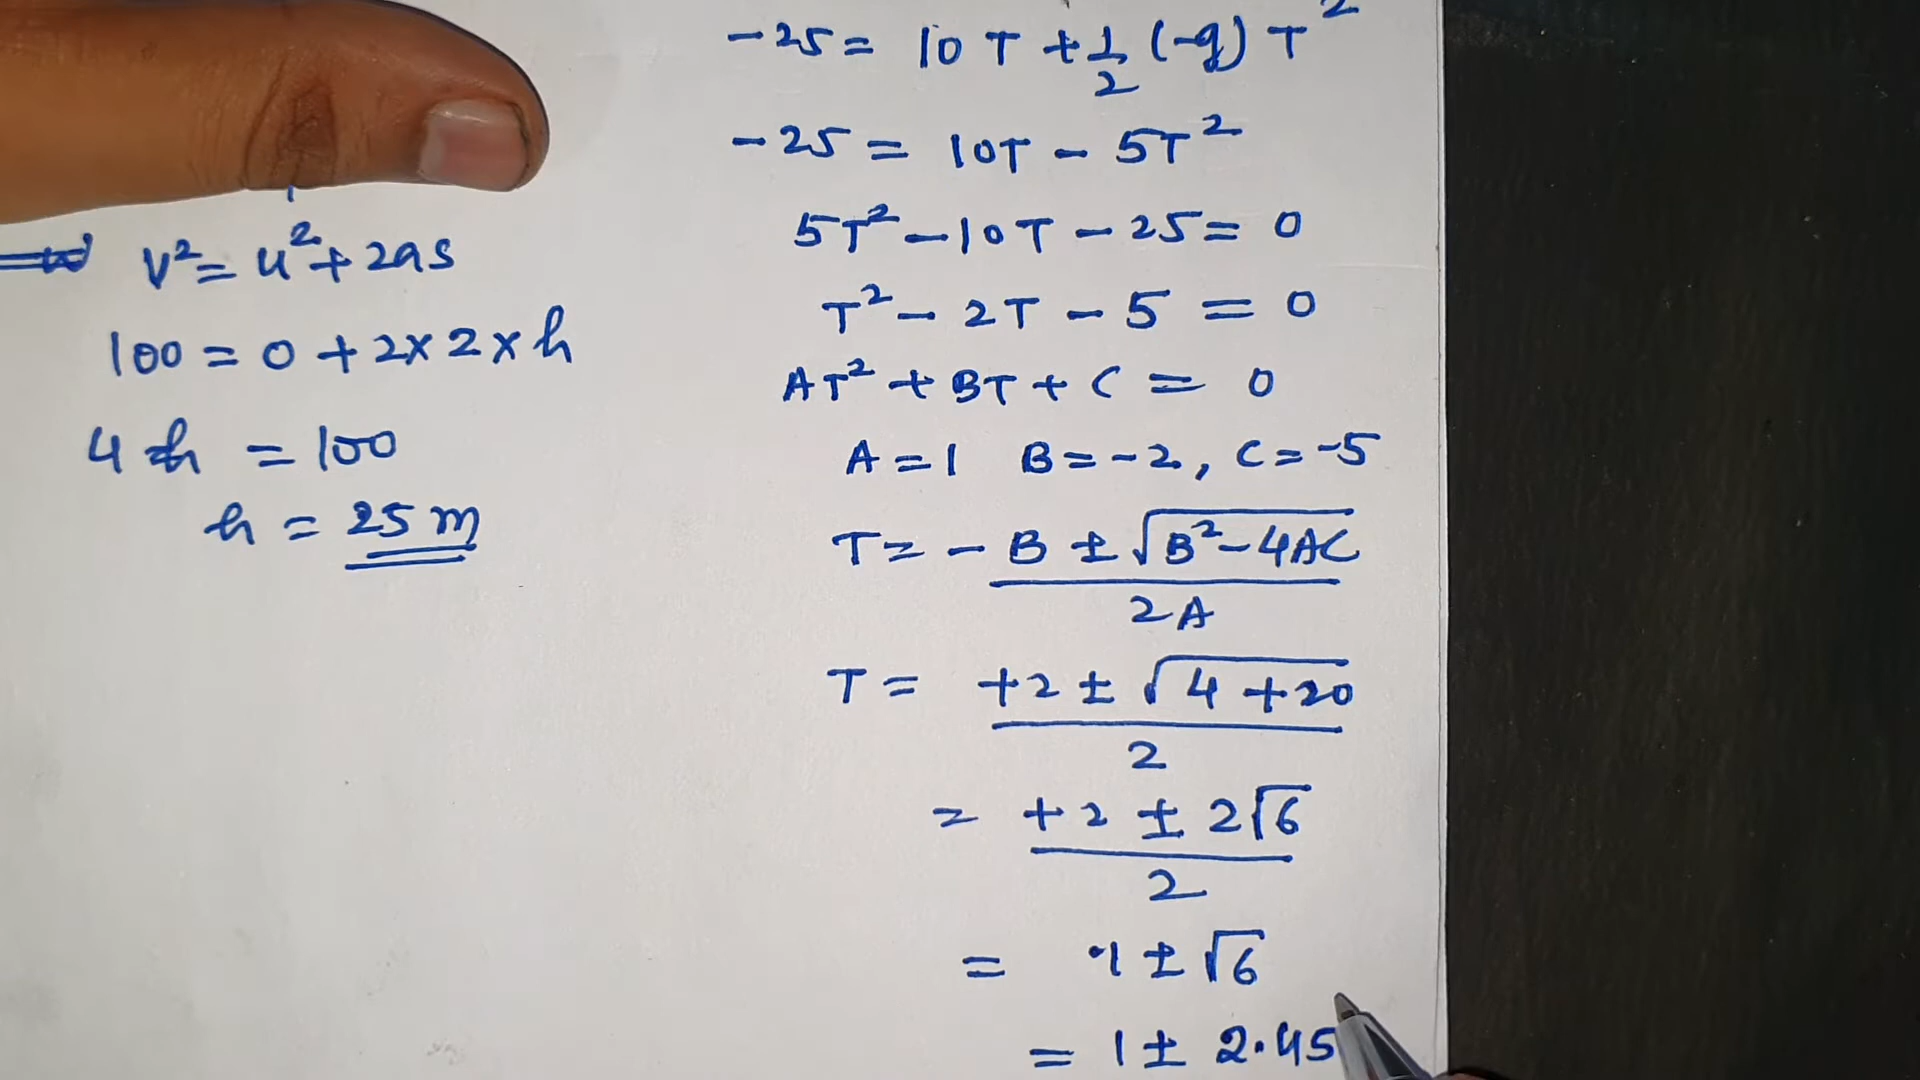 V² = u² + 2as
100 = 0 + 2 × 2 × h
4h = 100
h = 25 m
-25 = 10T + 1/2 (-g) T²
-25 = 10T - 5T²
5T² - 10T - 25 = 0
T² - 2T - 5 = 0
AT² + BT + C = 0
A = 1 B = -2, C = -5
T = -B ± √B² - 4AC
2A
T = +2 ± √4 + 20
2
= +2 ± 2√6
2
= 1 ± √6
= 1 ± 2.45